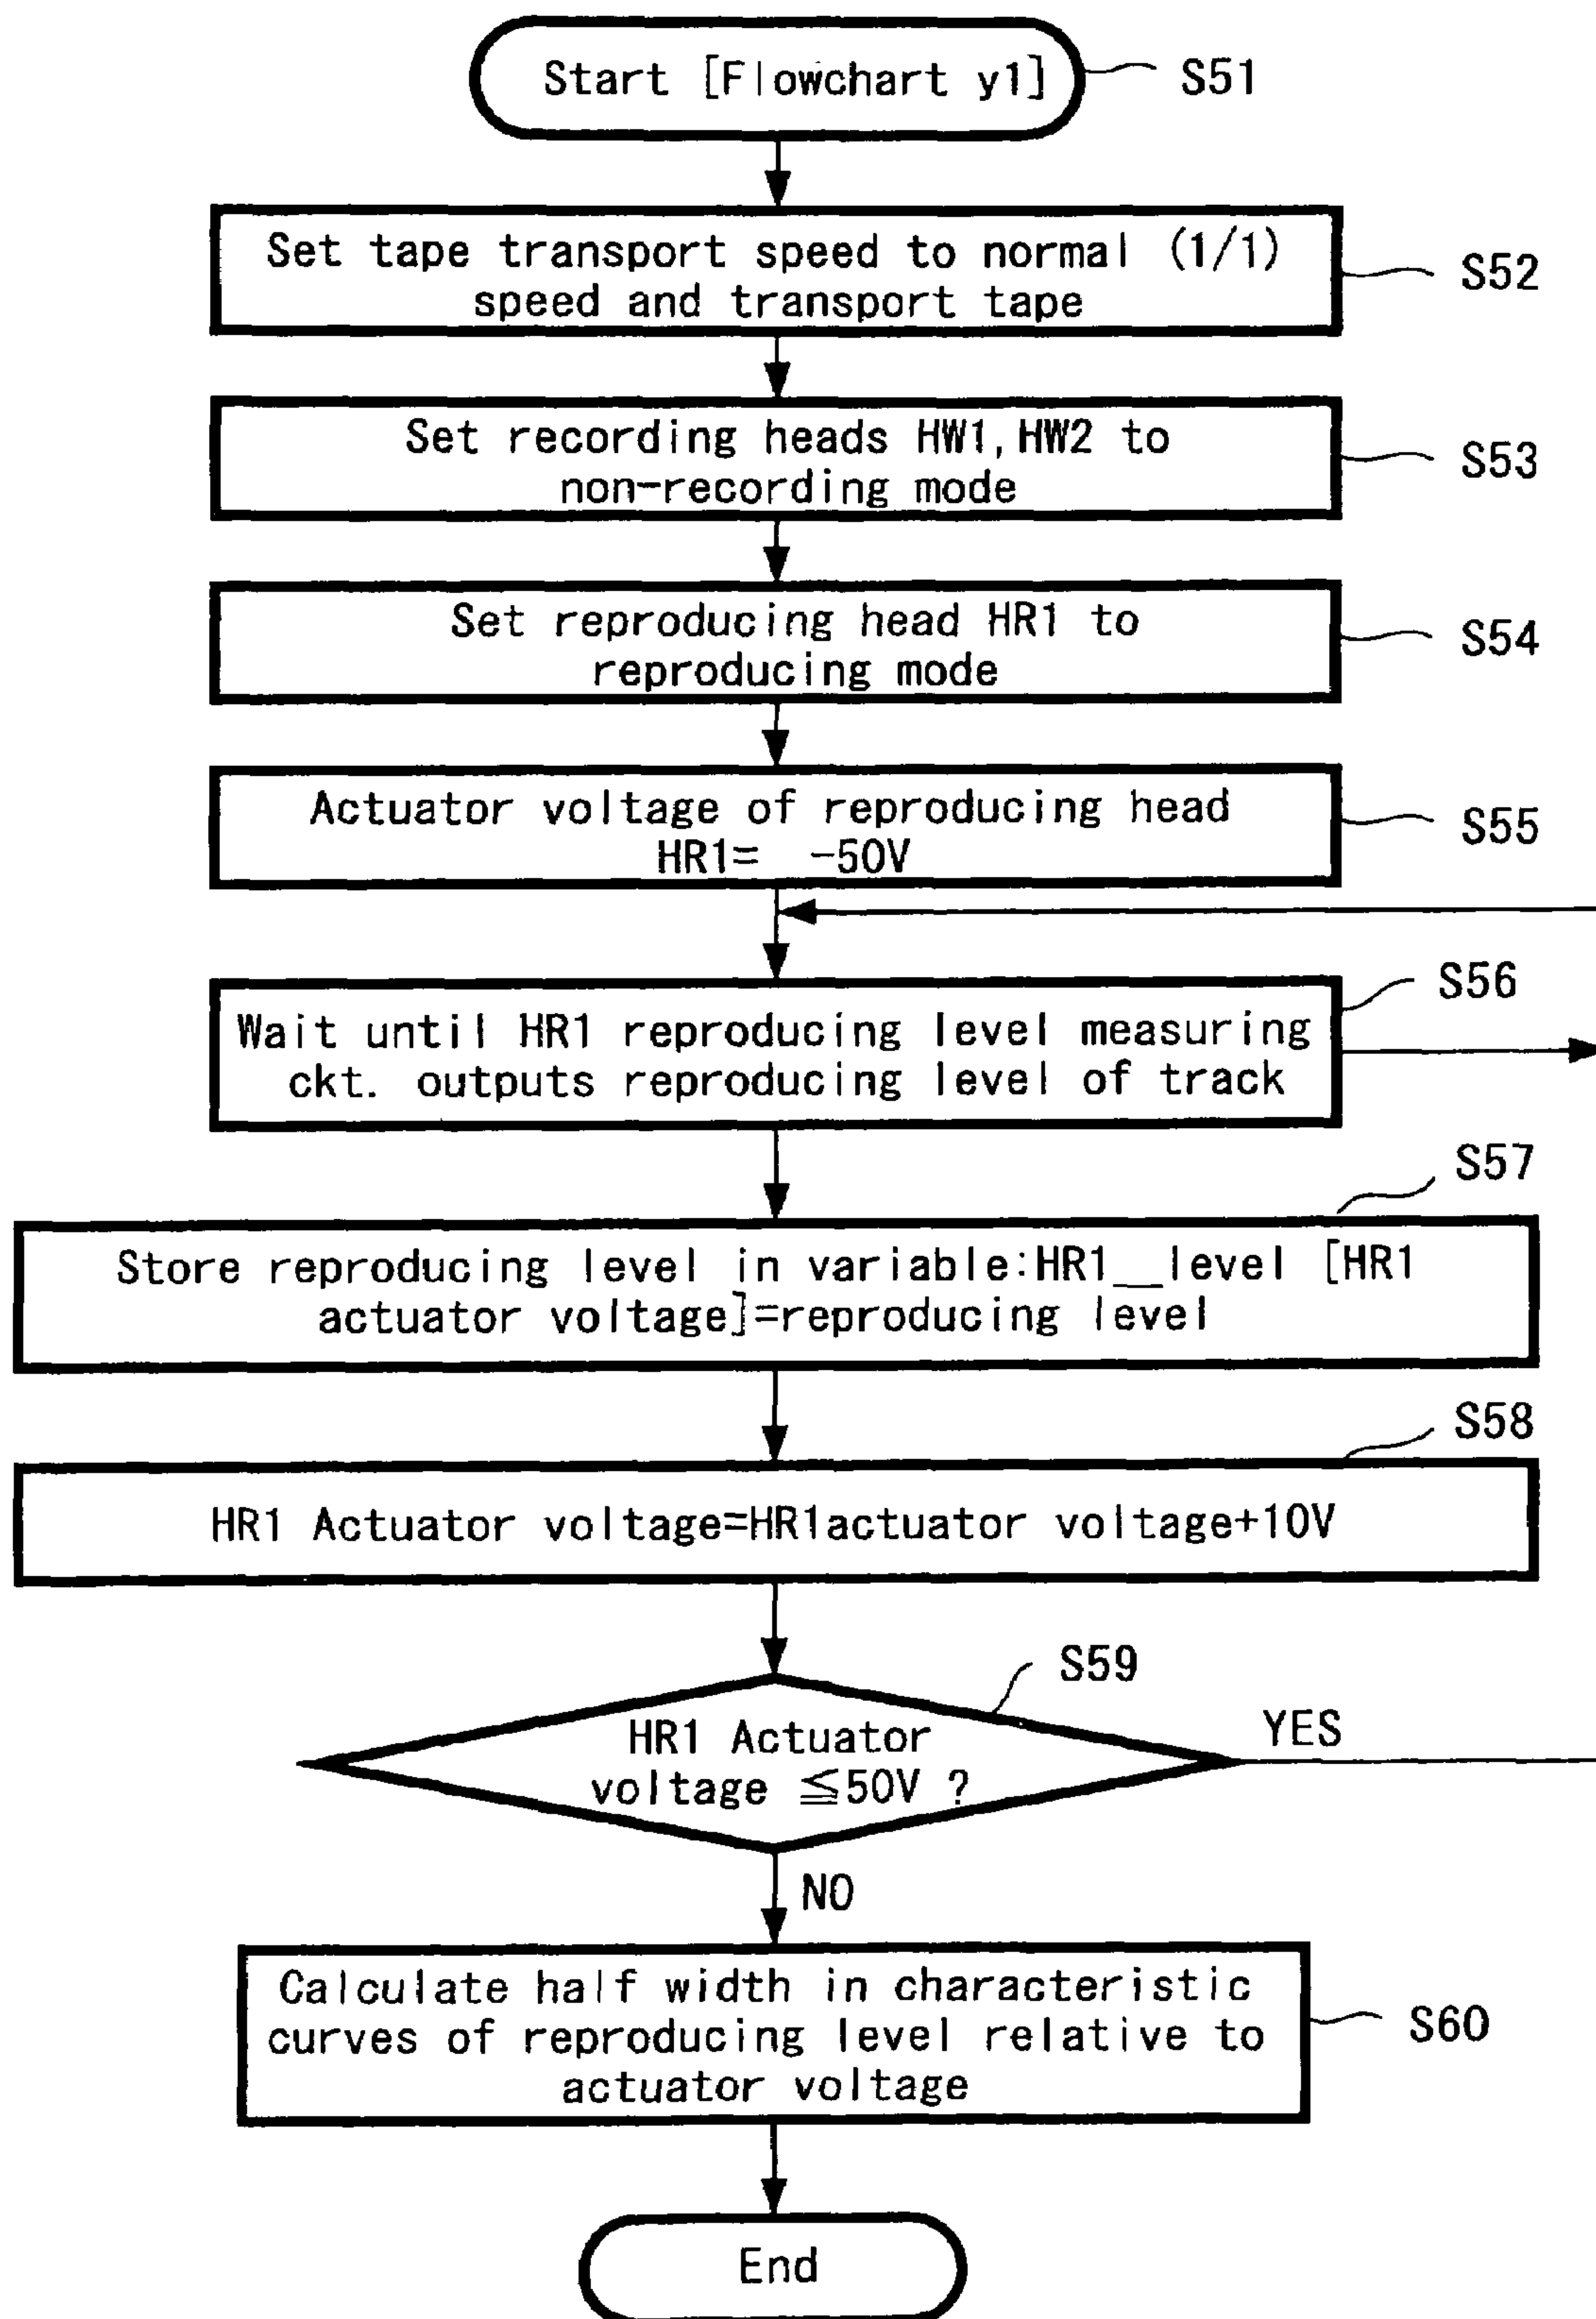 Start [Flowchart y1]
S51
Set tape transport speed to normal (1/1)
speed and transport tape
S52
Set recording heads HW1,HW2 to
non-recording mode
S53
Set reproducing head HR1 to
reproducing mode
S54
Actuator voltage of reproducing head
HR1= -50V
S55
S56
Wait until HR1 reproducing level measuring
ckt. outputs reproducing level of track
S57
Store reproducing level in variable:HR1__level [HR1
actuator voltage]=reproducing level
S58
HR1 Actuator voltage=HR1actuator voltage+10V
S59
HR1 Actuator
voltage ≦50V ?
YES
NO
Calculate half width in characteristic
curves of reproducing level relative to
actuator voltage
S60
End